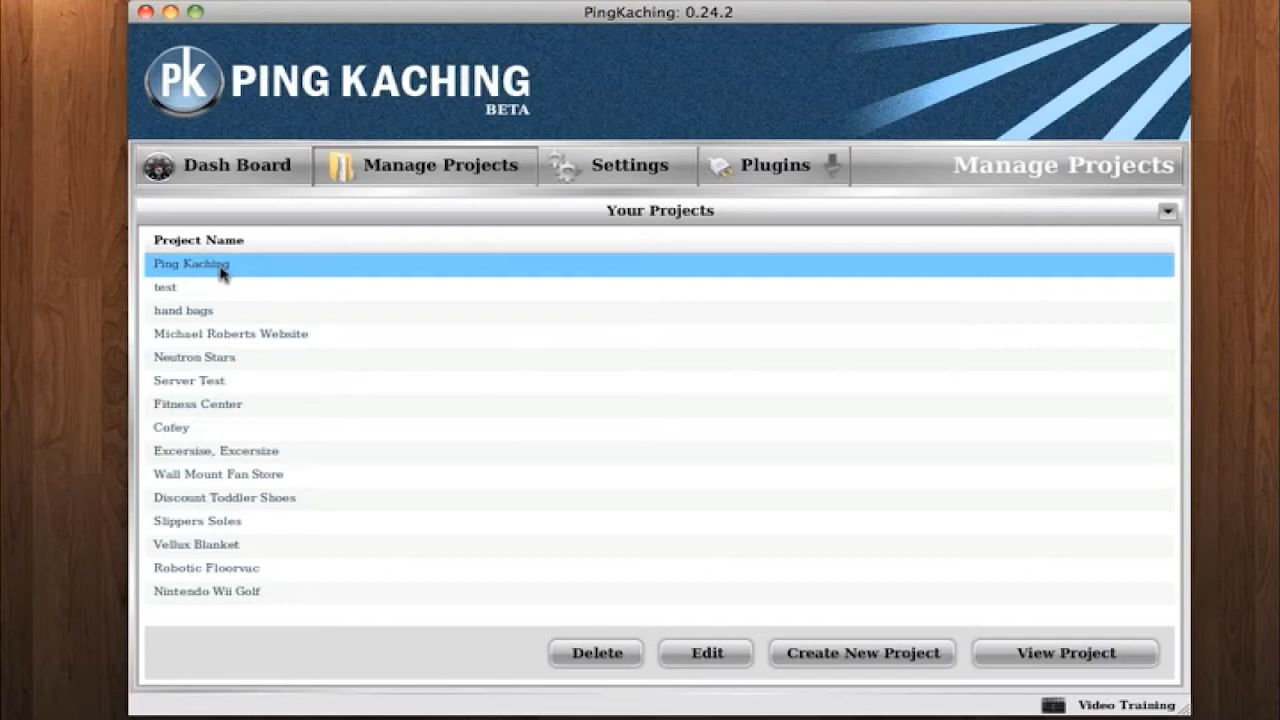 PingKaching: 0.24.2
PK PING KACHING
BETA
Dash Board Manage Projects Settings Plugins Manage Projects
Your Projects
Project Name
Ping Kaching
test
hand bags
Michael Roberts Website
Neutron Stars
Server Test
Fitness Center
Cofey
Excersise, Excersize
Wall Mount Fan Store
Discount Toddler Shoes
Slippers Soles
Vellux Blanket
Robotic Floorvac
Nintendo Wii Golf
Delete Edit Create New Project View Project
Video Training